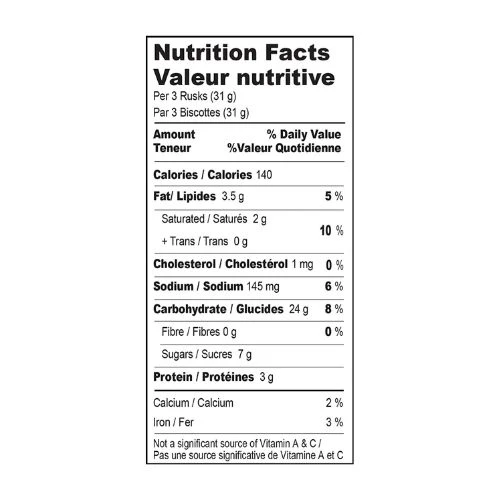 Nutrition Facts
Valeur nutritive
Per 3 Rusks (31 g)
Par 3 Biscottes (31 g)
Amount % Daily Value
Teneur %Valeur Quotidienne
Calories / Calories 140
Fat/ Lipides 3.5 g 5 %
Saturated / Saturés 2 g
10 %
+ Trans / Trans 0 g
Cholesterol / Cholestérol 1 mg 0 %
Sodium / Sodium 145 mg 6 %
Carbohydrate / Glucides 24 g 8 %
Fibre / Fibres 0 g 0 %
Sugars / Sucres 7 g
Protein / Protéines 3 g
Calcium / Calcium 2 %
Iron / Fer 3 %
Not a significant source of Vitamin A & C /
Pas une source significative de Vitamine A et C